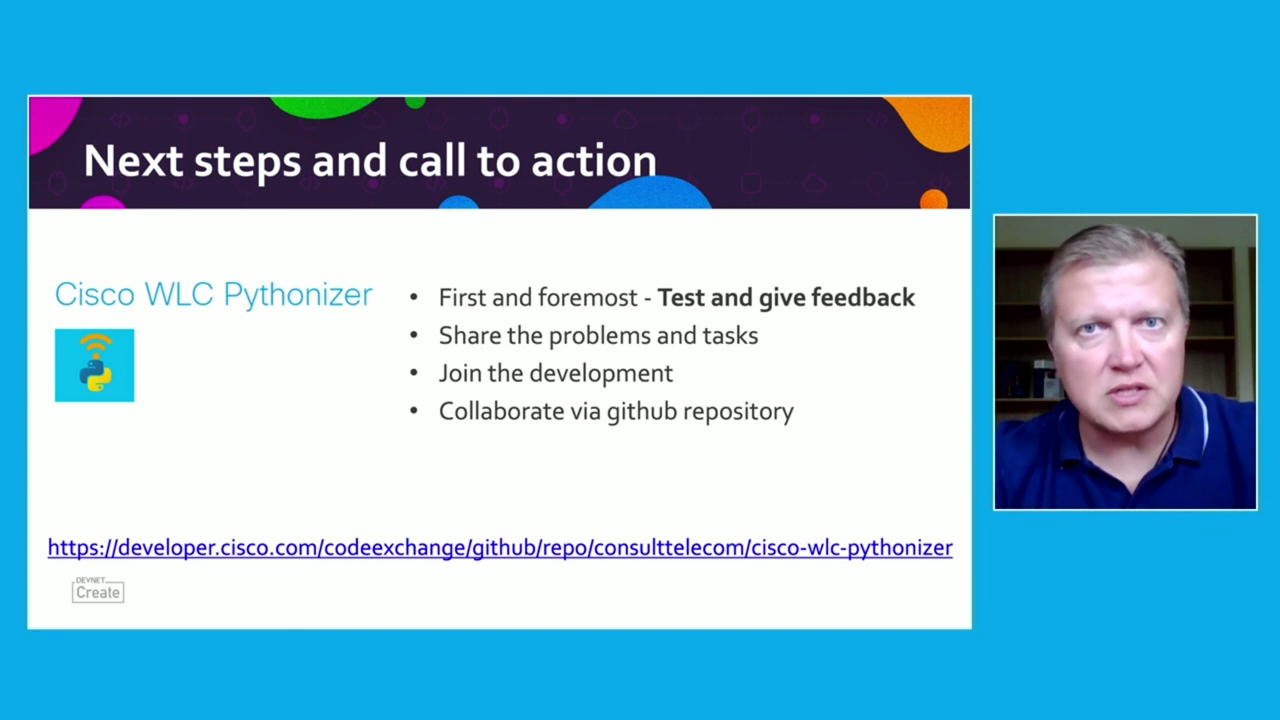 Next steps and call to action
Cisco WLC Pythonizer
• First and foremost - Test and give feedback
• Share the problems and tasks
• Join the development
• Collaborate via github repository
https://developer.cisco.com/codeexchange/github/repo/consulttelecom/cisco-wlc-pythonizer
DEVNET
Create